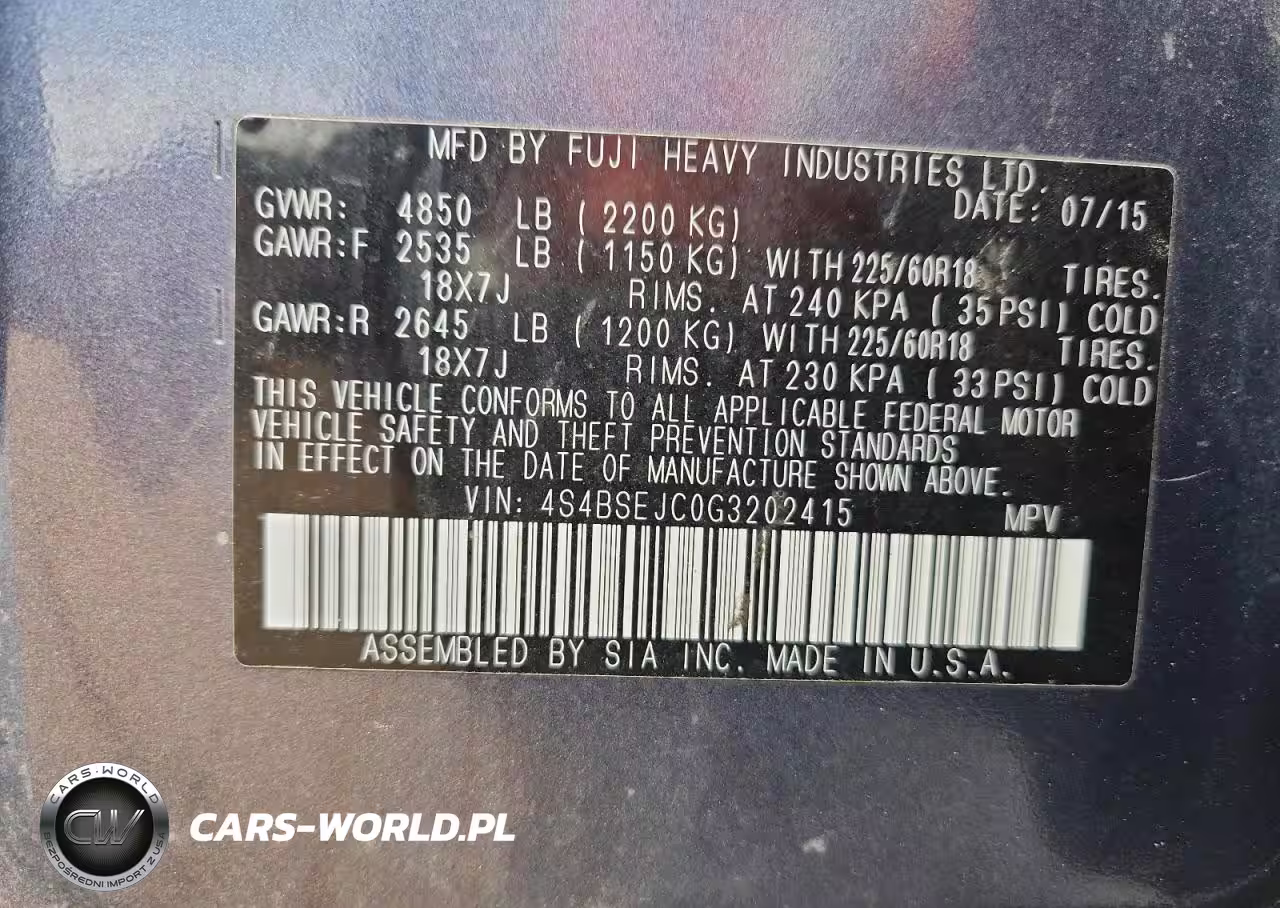 MFD BY FUJI HEAVY INDUSTRIES LTD.
DATE: 07/15
GVWR: 4850 LB ( 2200 KG)
GAWR:F 2535 LB ( 1150 KG) WITH 225/60R18 TIRES.
18X7J RIMS. AT 240 KPA ( 35 PSI) COLD
GAWR:R 2645 LB ( 1200 KG) WITH 225/60R18 TIRES.
18X7J RIMS. AT 230 KPA ( 33 PSI) COLD
THIS VEHICLE CONFORMS TO ALL APPLICABLE FEDERAL MOTOR
VEHICLE SAFETY AND THEFT PREVENTION STANDARDS
IN EFFECT ON THE DATE OF MANUFACTURE SHOWN ABOVE.
VIN: 4S4BSEJC0G3202415 MPV
ASSEMBLED BY SIA INC. MADE IN U.S.A.
CARS-WORLD
CW
BEZPOŚREDNI IMPORT Z USA
CARS-WORLD.PL